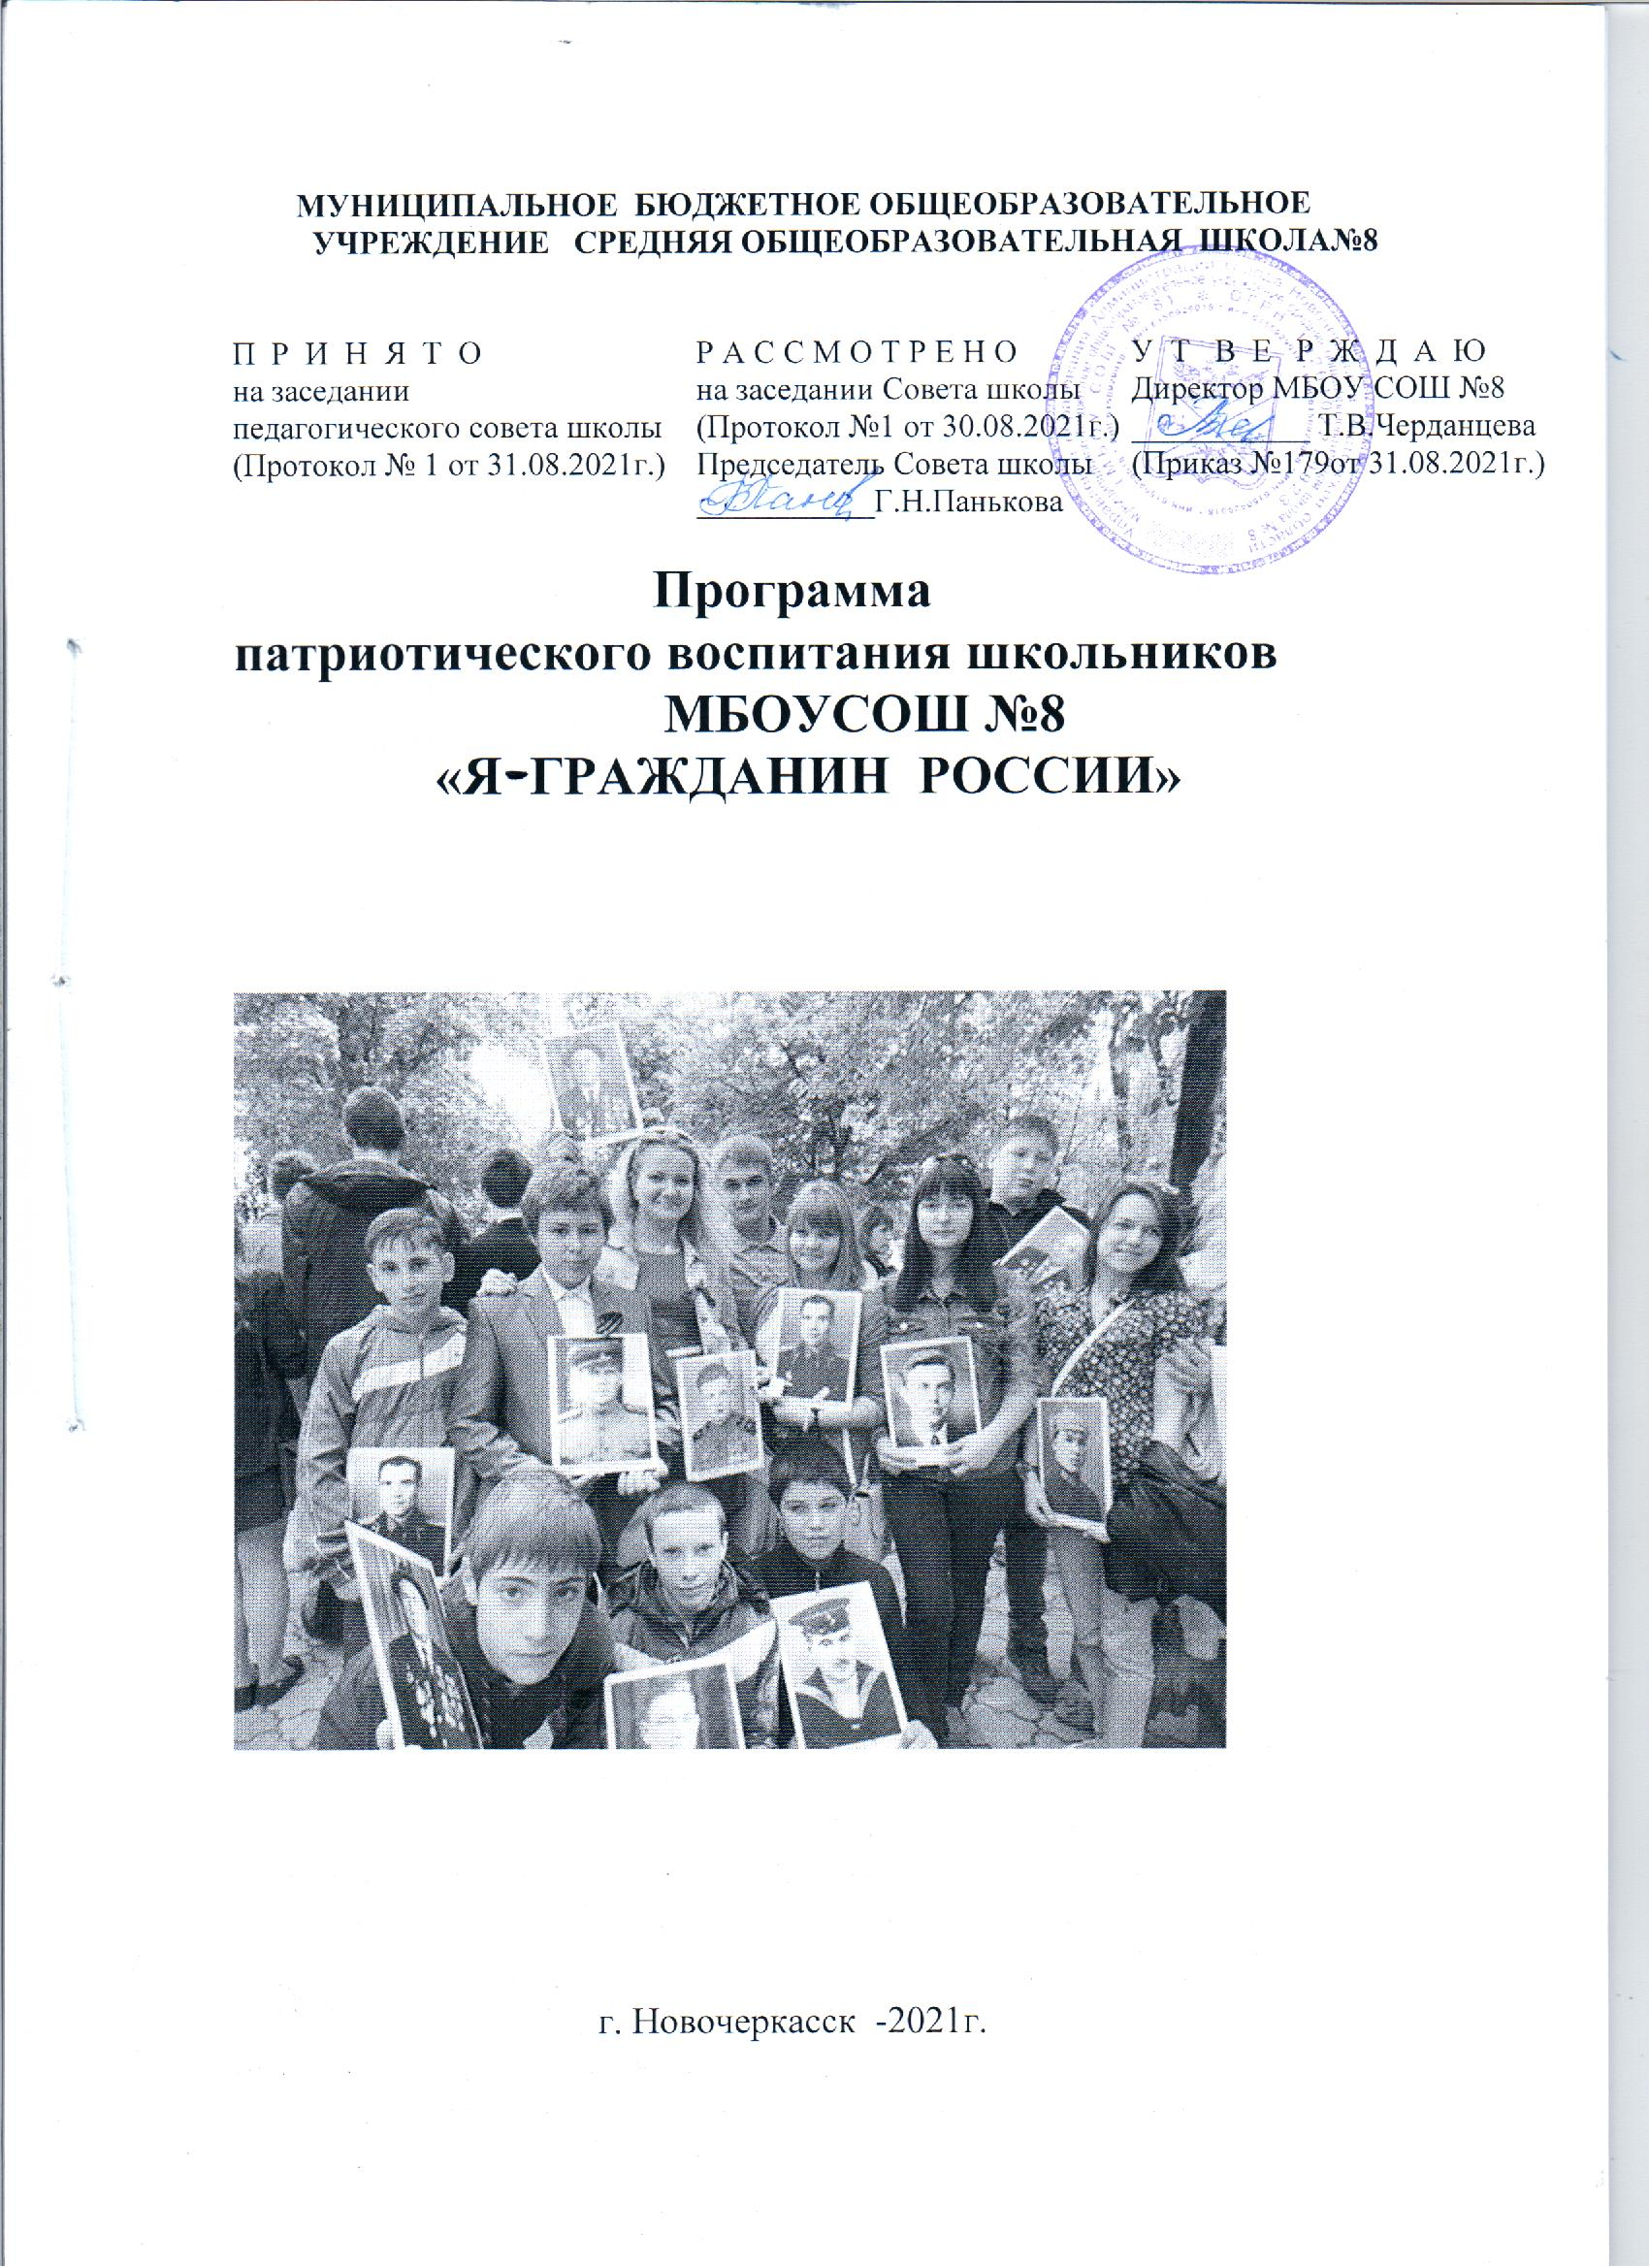 МУНИЦИПАЛЬНОЕ БЮДЖЕТНОЕ ОБЩЕОБРАЗОВАТЕЛЬНОЕ
УЧРЕЖДЕНИЕ СРЕДНЯЯ ОБЩЕОБРАЗОВАТЕЛЬНАЯ ШКОЛА№8
П Р И Н Я Т О
на заседании
педагогического совета школы
(Протокол № 1 от 31.08.2021г.)
Р А С С М О Т Р Е Н О
на заседании Совета школы
(Протокол №1 от 30.08.2021г.)
Председатель Совета школы
Г.Н.Панькова
У Т В Е Р Ж Д А Ю
Директор МБОУ СОШ №8
Т.В.Черданцева
(Приказ №179от 31.08.2021г.)
Программа
патриотического воспитания школьников
МБОУСОШ №8
«Я-ГРАЖДАНИН РОССИИ»
г. Новочеркасск -2021г.